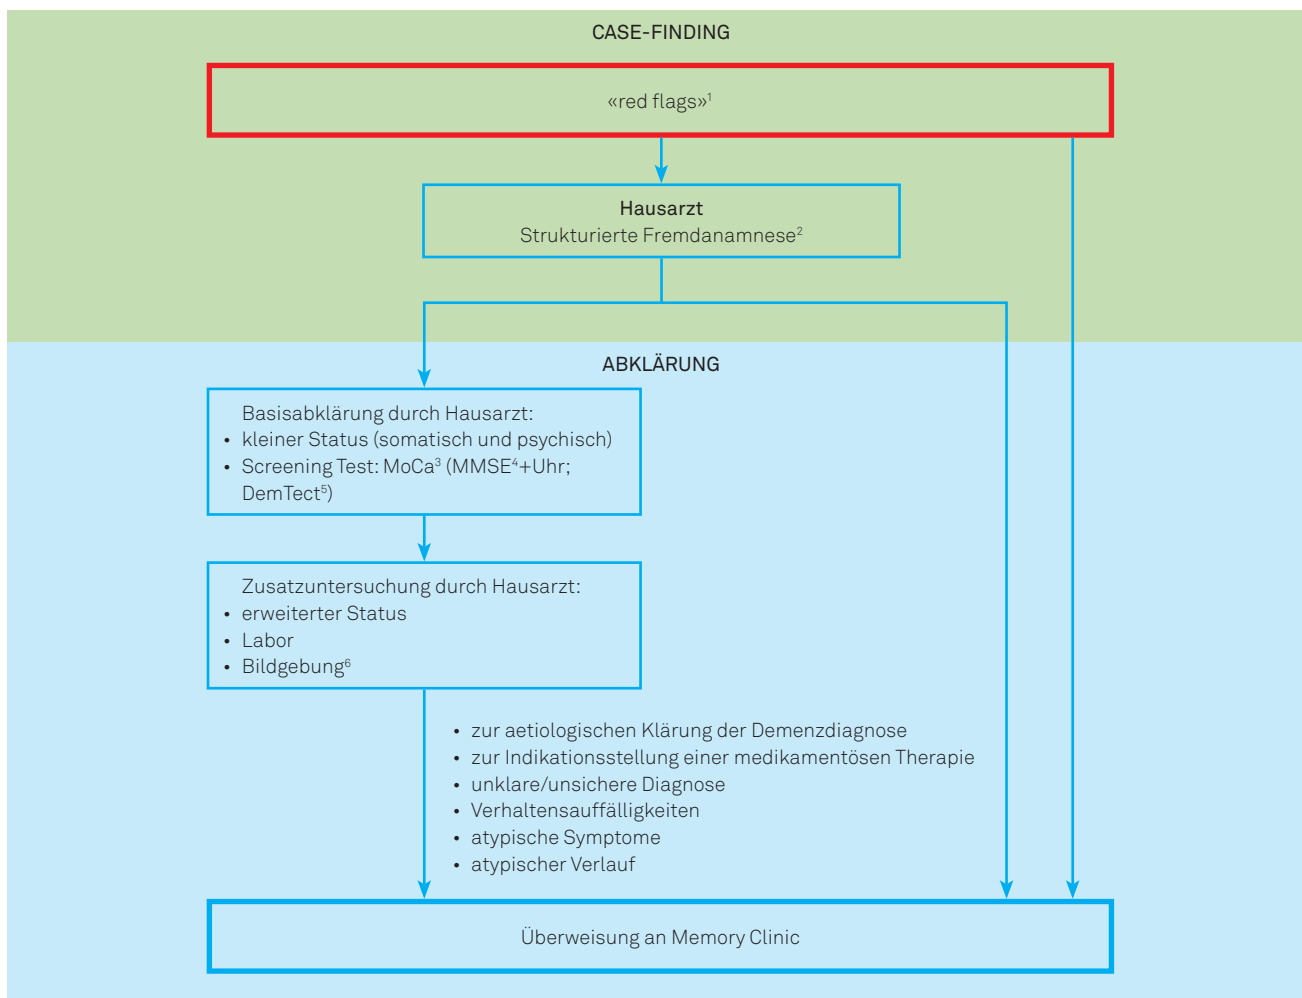 CASE-FINDING
«red flags»¹
Hausarzt
Strukturierte Fremdanamnese²
ABKLÄRUNG
Basisabklärung durch Hausarzt:
• kleiner Status (somatisch und psychisch)
• Screening Test: MoCa³ (MMSE⁴+Uhr;
DemTect⁵)
Zusatzuntersuchung durch Hausarzt:
• erweiterter Status
• Labor
• Bildgebung⁶
• zur aetiologischen Klärung der Demenzdiagnose
• zur Indikationsstellung einer medikamentösen Therapie
• unklare/unsichere Diagnose
• Verhaltensauffälligkeiten
• atypische Symptome
• atypischer Verlauf
Überweisung an Memory Clinic